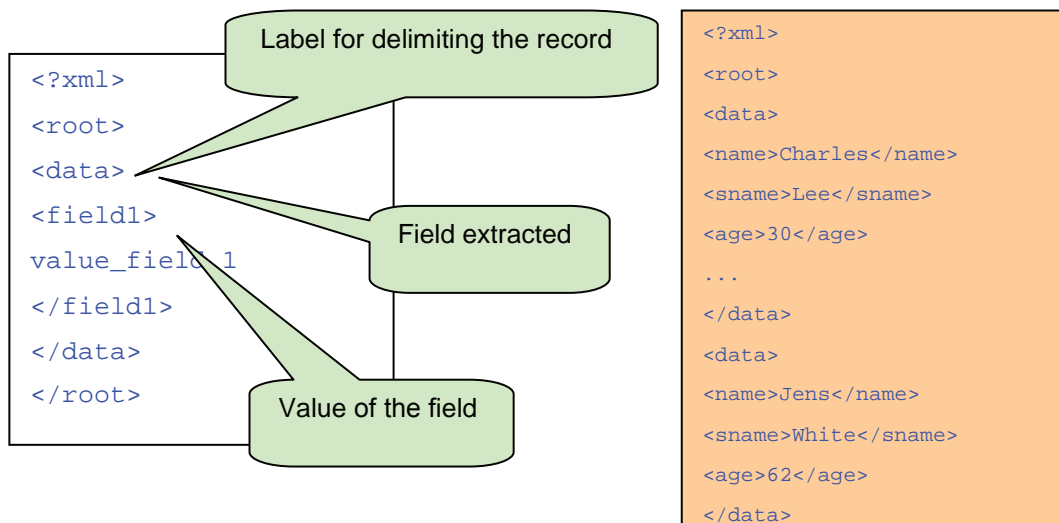 Label for delimiting the record
<?xml>
<root>
<data>
<field1>
value_field 1
</field1>
</data>
</root>
Field extracted
Value of the field
<?xml>
<root>
<data>
<name>Charles</name>
<sname>Lee</sname>
<age>30</age>
...
</data>
<data>
<name>Jens</name>
<sname>White</sname>
<age>62</age>
</data>